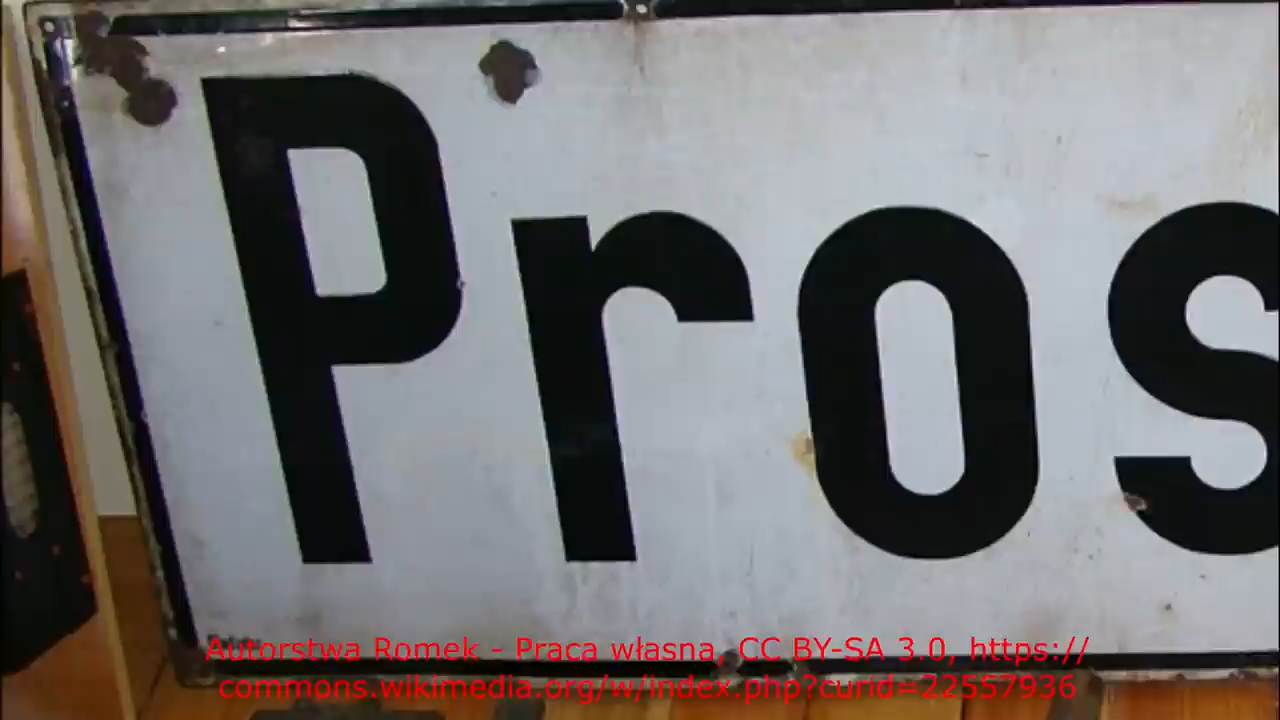 Pros
Autorstwa Romek - Praca własna, CC BY-SA 3.0, https://
commons.wikimedia.org/w/index.php?curid=22557936